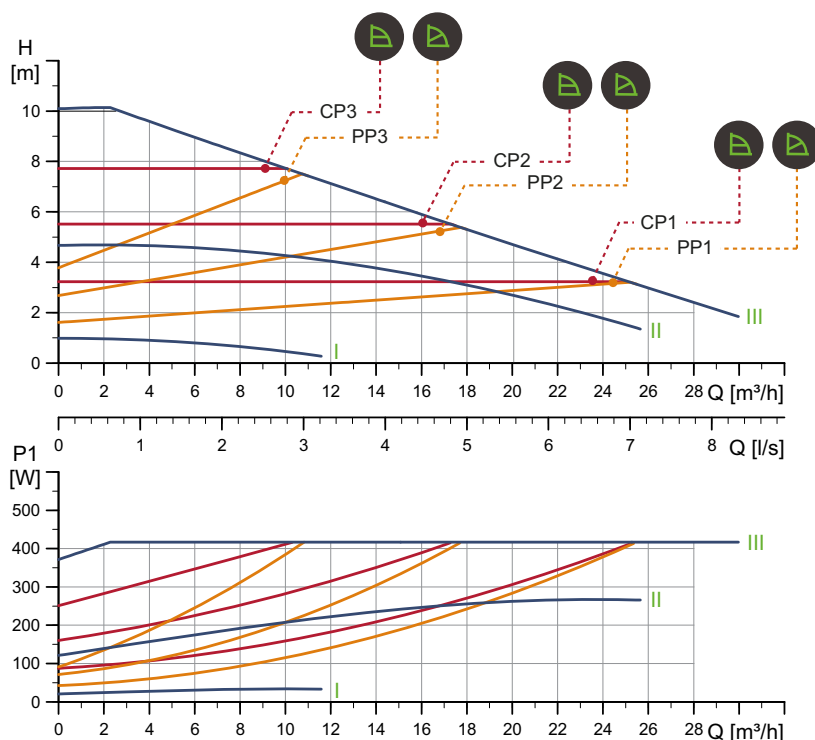 H
[m]
10
8
6
4
2
0
CP3
PP3
CP2
PP2
CP1
PP1
I
II
III
0 2 4 6 8 10 12 14 16 18 20 22 24 26 28 Q [m³/h]
0 1 2 3 4 5 6 7 8 Q [l/s]
P1
[W]
500
400
300
200
100
0
III
II
I
0 2 4 6 8 10 12 14 16 18 20 22 24 26 28 Q [m³/h]